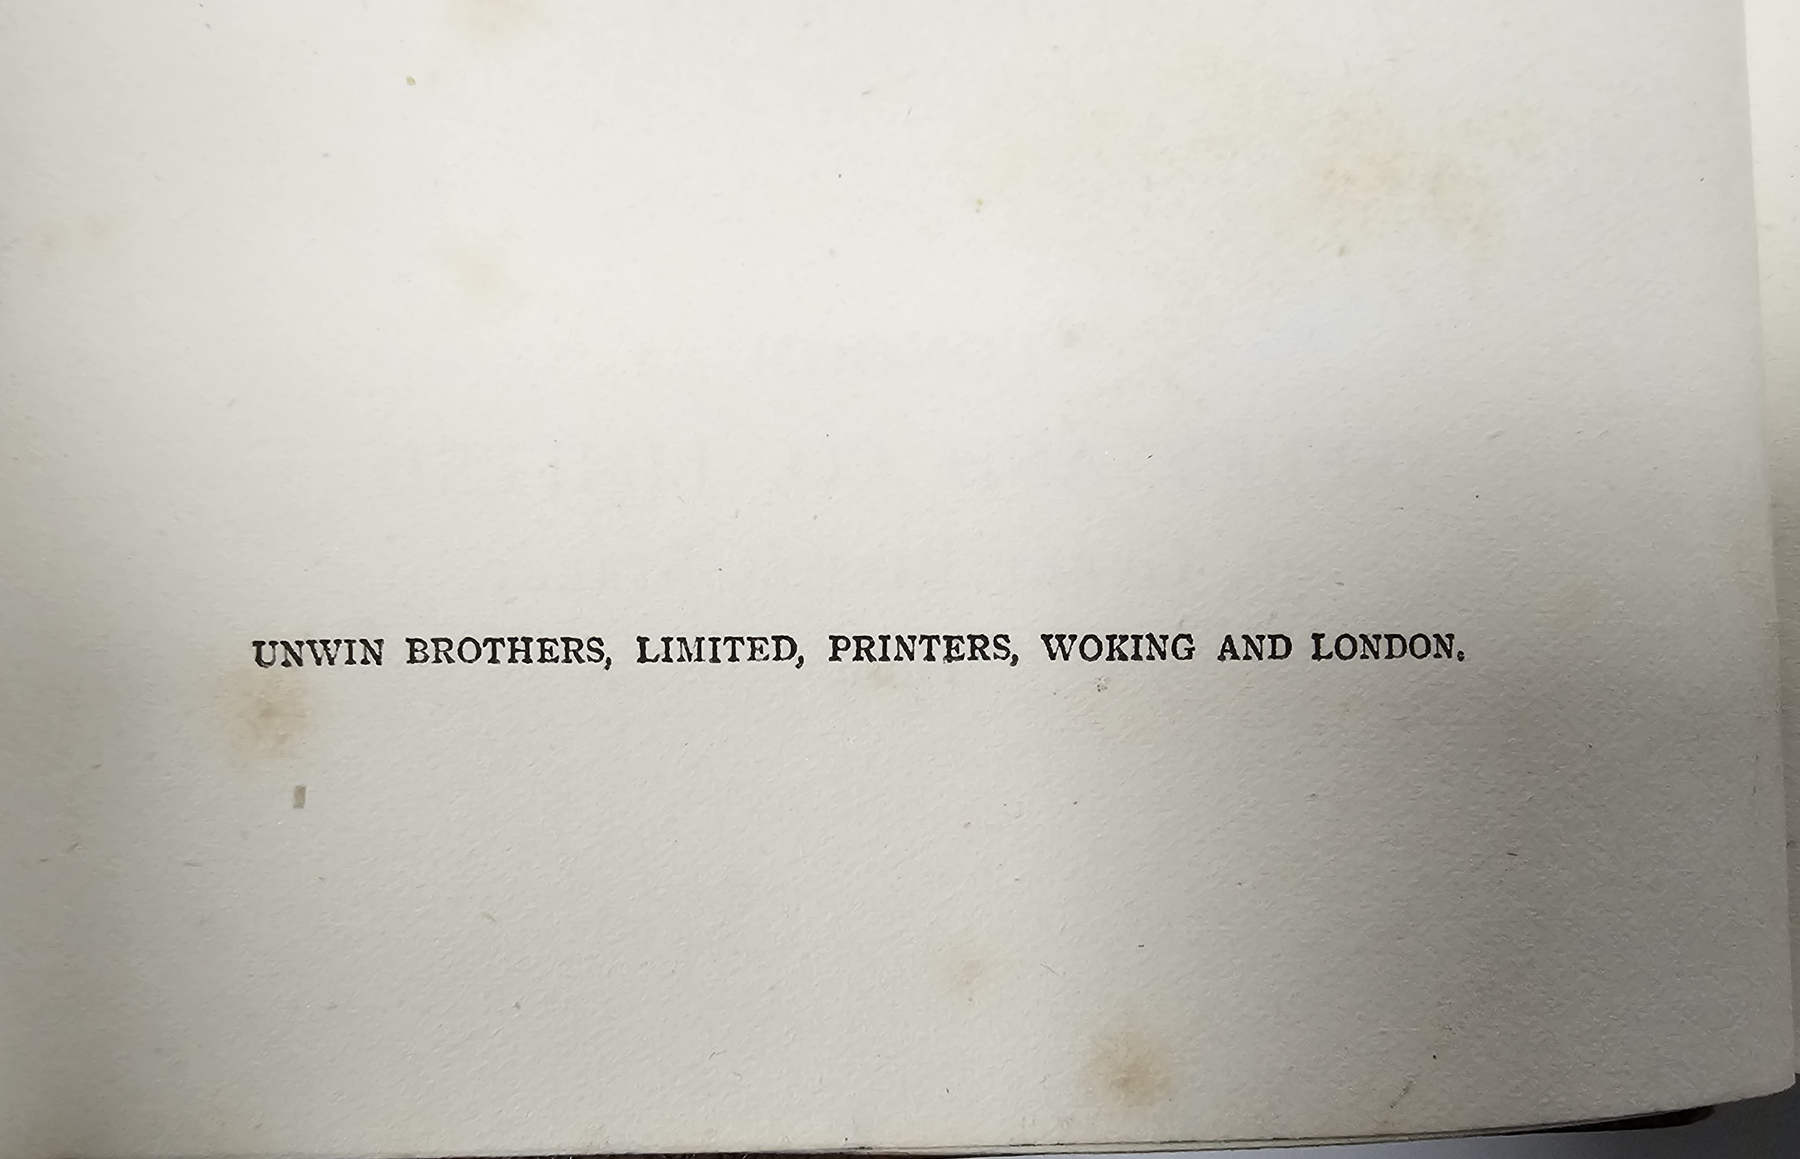 UNWIN BROTHERS, LIMITED, PRINTERS, WOKING AND LONDON.